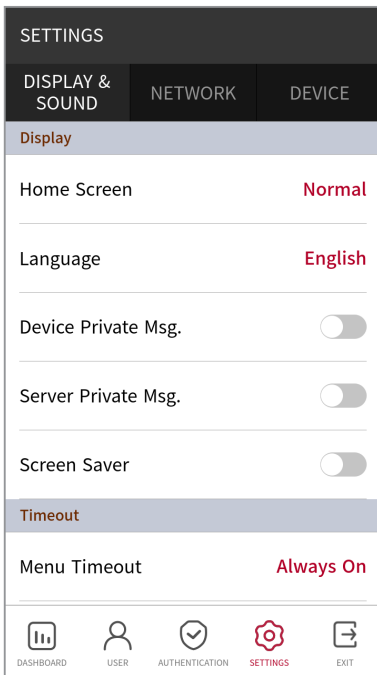 SETTINGS
DISPLAY &
SOUND
NETWORK
DEVICE
Display
Home Screen Normal
Language English
Device Private Msg.
Server Private Msg.
Screen Saver
Timeout
Menu Timeout Always On
DASHBOARD USER AUTHENTICATION SETTINGS EXIT